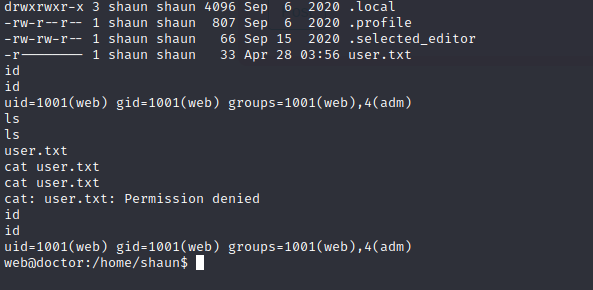 drwxrwxr-x 3 shaun shaun 4096 Sep  6  2020 .local
-rw-r--r-- 1 shaun shaun  807 Sep  6  2020 .profile
-rw-rw-r-- 1 shaun shaun   66 Sep 15  2020 .selected_editor
-r-------- 1 shaun shaun   33 Apr 28 03:56 user.txt
id
id
uid=1001(web) gid=1001(web) groups=1001(web),4(adm)
ls
ls
user.txt
cat user.txt
cat user.txt
cat: user.txt: Permission denied
id
id
uid=1001(web) gid=1001(web) groups=1001(web),4(adm)
web@doctor:/home/shaun$